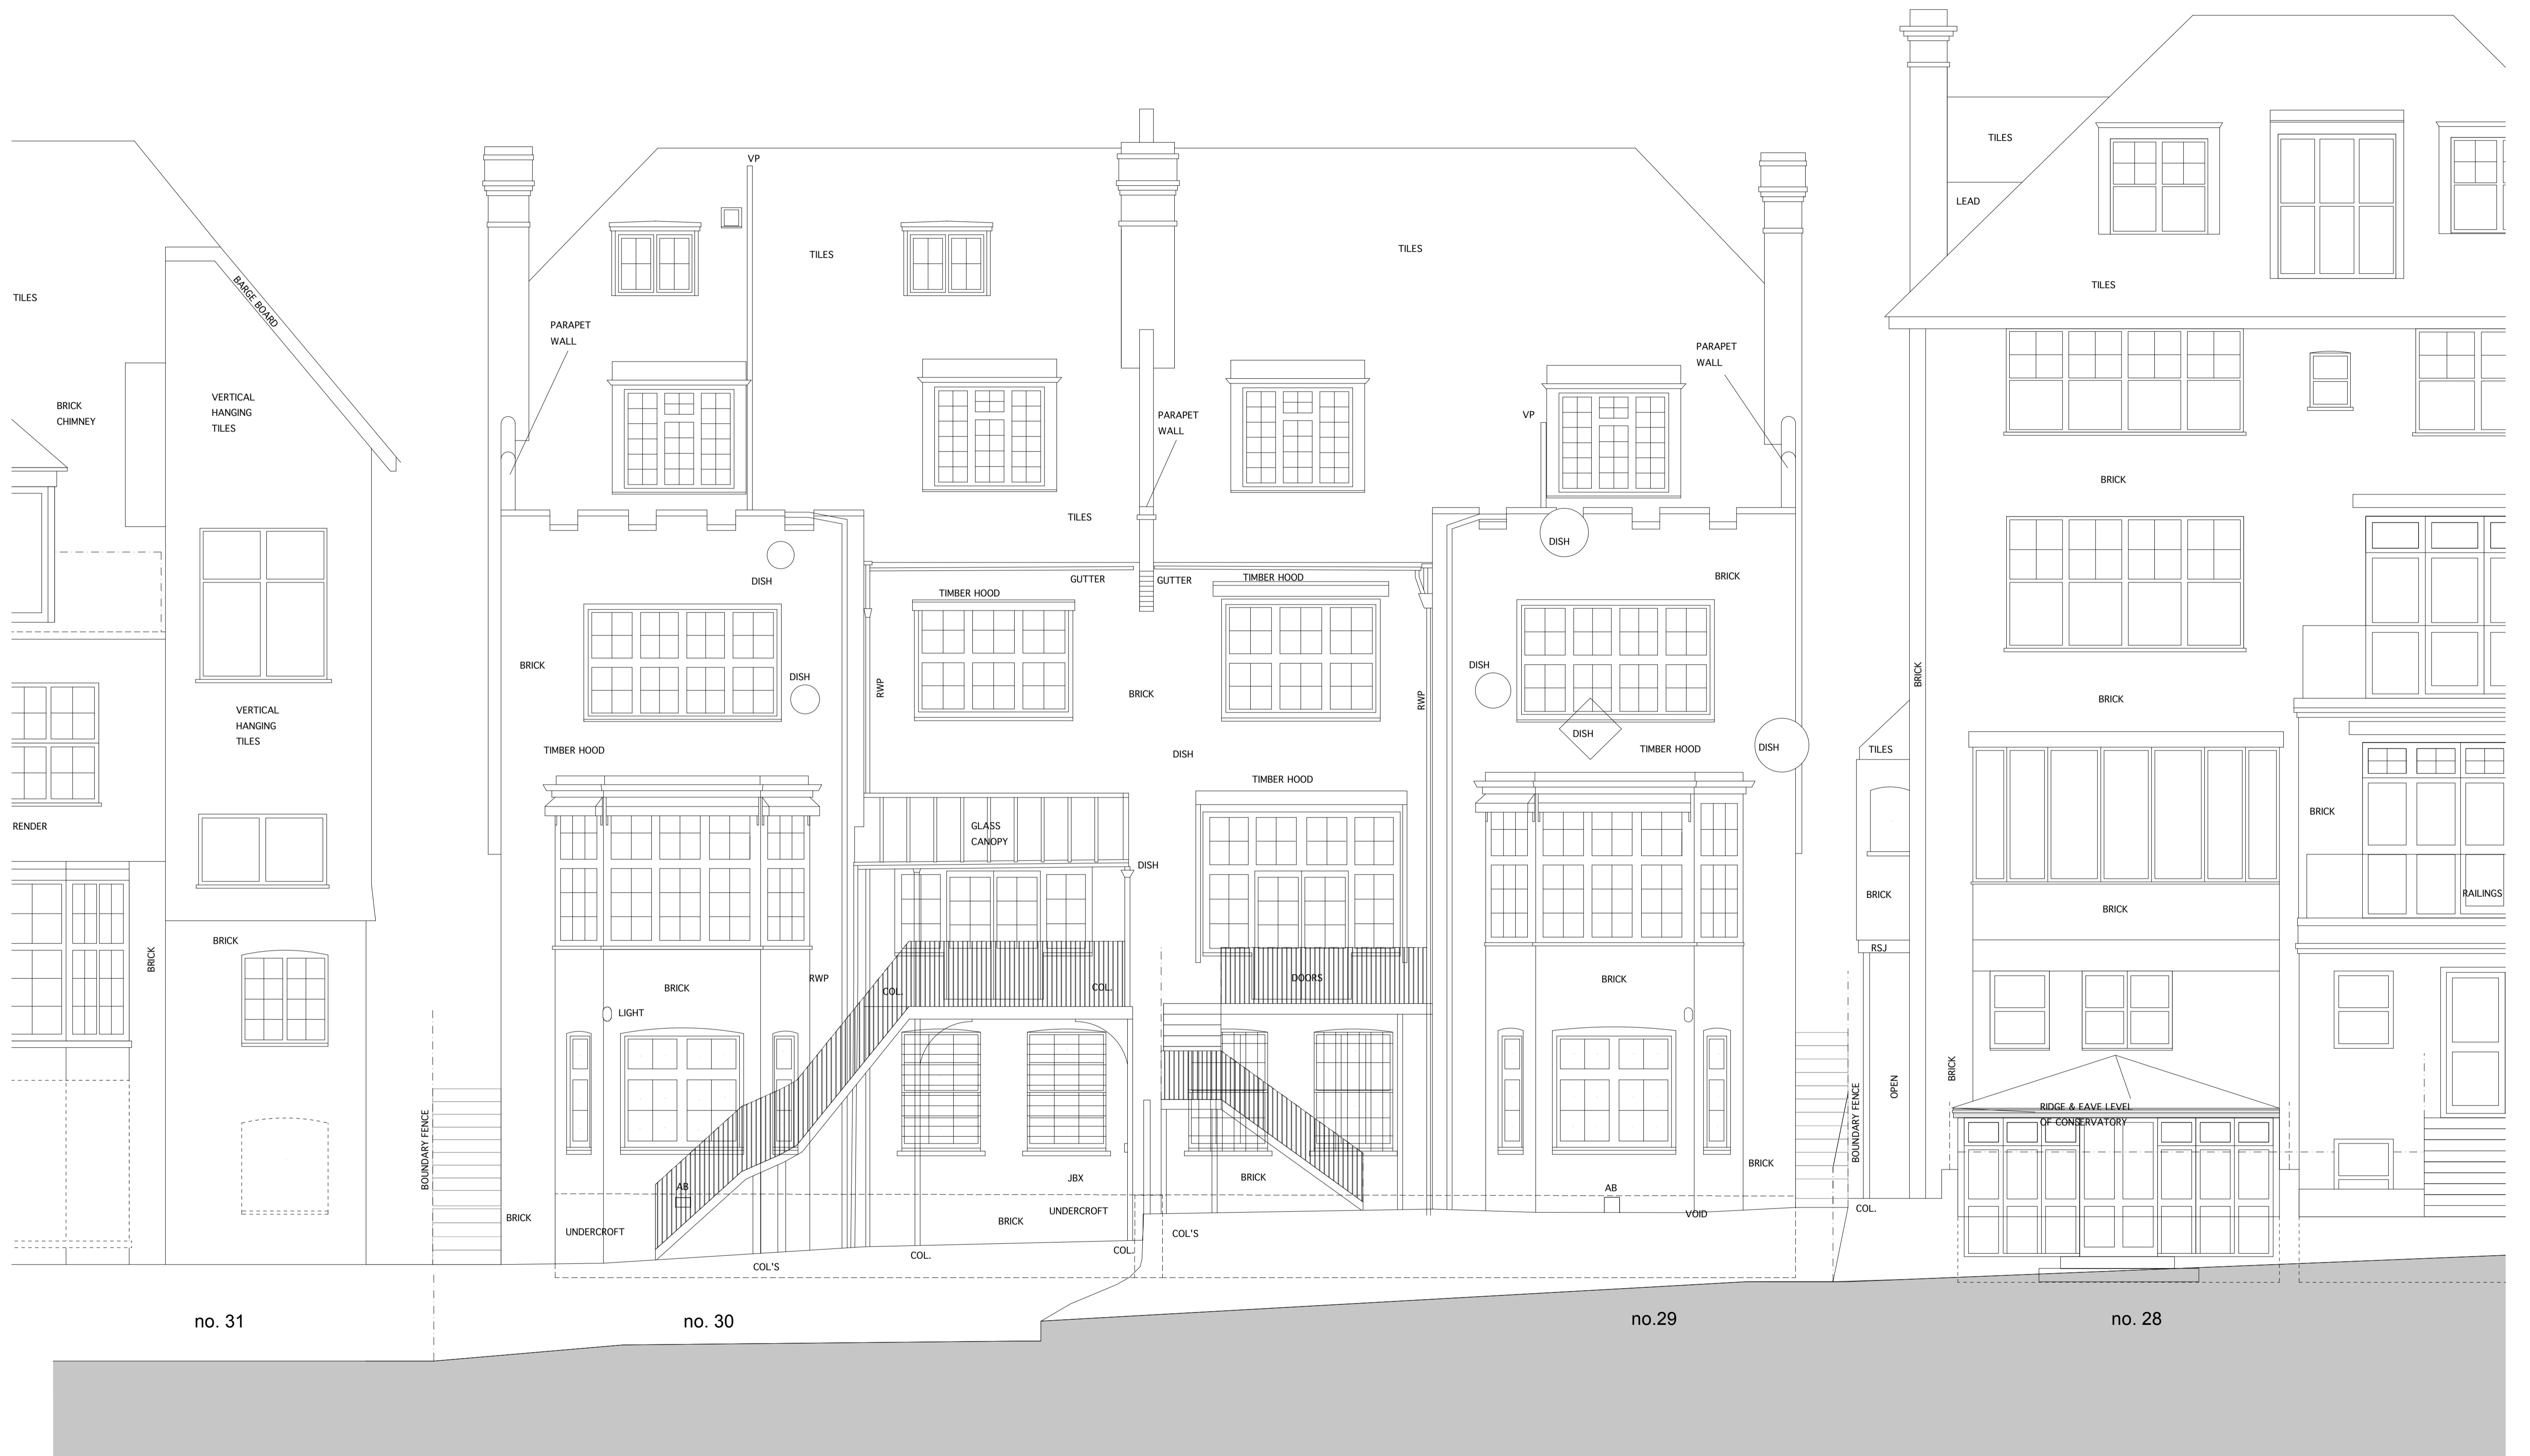 VP
TILES
LEAD
TILES
TILES
TILES
TILES
BARGE BOARD
PARAPET
WALL
PARAPET
WALL
BRICK
CHIMNEY
VERTICAL
HANGING
TILES
PARAPET
WALL
VP
BRICK
TILES
DISH
DISH
GUTTER
GUTTER
TIMBER HOOD
TIMBER HOOD
BRICK
BRICK
DISH
RWP
BRICK
RWP
DISH
BRICK
BRICK
VERTICAL
HANGING
TILES
TIMBER HOOD
DISH
DISH
TIMBER HOOD
DISH
TILES
TIMBER HOOD
RENDER
GLASS
CANOPY
BRICK
DISH
BRICK
RAILINGS
BRICK
BRICK
BRICK
RSJ
RWP
BRICK
COL.
COL.
DOORS
BRICK
LIGHT
BRICK
OPEN
BOUNDARY FENCE
BOUNDARY FENCE
RIDGE & EAVE LEVEL
OF CONSERVATORY
AB
JBX
BRICK
AB
BRICK
BRICK
UNDERCROFT
BRICK
UNDERCROFT
VOID
COL.
COL'S
COL.
COL.
COL'S
no. 31
no. 30
no.29
no. 28